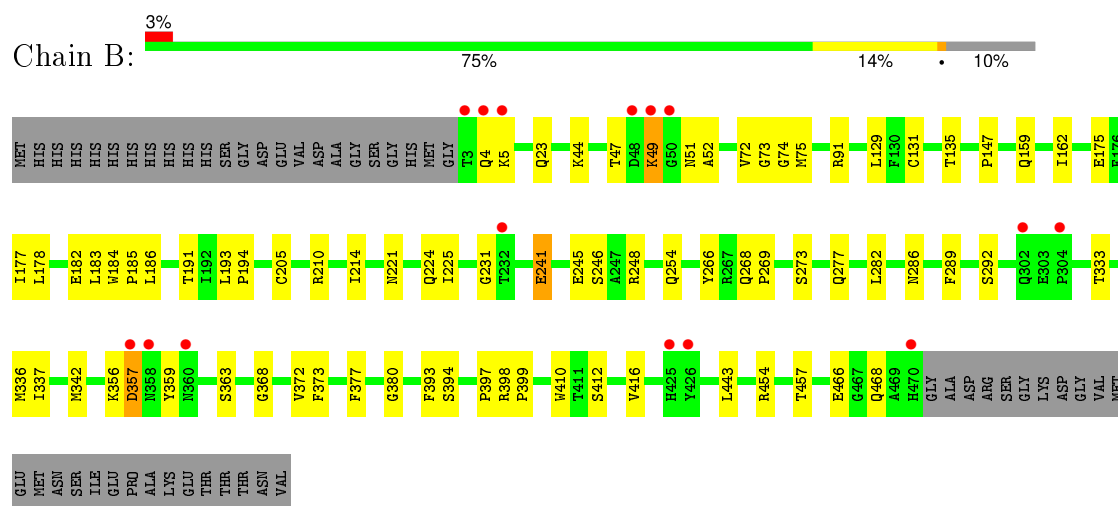 3%
Chain B:
75% 14% • 10%
MET HIS HIS HIS HIS HIS HIS HIS HIS HIS HIS SER GLY ASP GLU VAL ASP ALA GLY SER GLY HIS MET GLY T3 Q4 K5 Q23 K44 T47 D48 K49 G50 N51 A52 V72 G73 G74 M75 R91 L129 F130 C131 T135 P147 Q159 I162 E175 F176
I177 L178 E182 L183 W184 P185 L186 T191 I192 L193 P194 C205 R210 I214 N221 Q224 I225 G231 T232 E241 E245 S246 A247 R248 Q254 Y266 R267 Q268 P269 S273 Q277 L282 N286 F289 S292 Q302 E303 P304 T333
M336 I337 M342 K356 D357 N358 Y359 N360 S363 G368 V372 F373 F377 G380 F393 S394 P397 R398 P399 W410 T411 S412 V416 H425 Y426 L443 R454 T457 E466 G467 Q468 A469 H470 GLY ALA ASP ARG SER GLY LYS ASP GLY VAL MET
GLU MET ASN SER ILE GLU PRO ALA LYS GLU THR THR THR ASN VAL